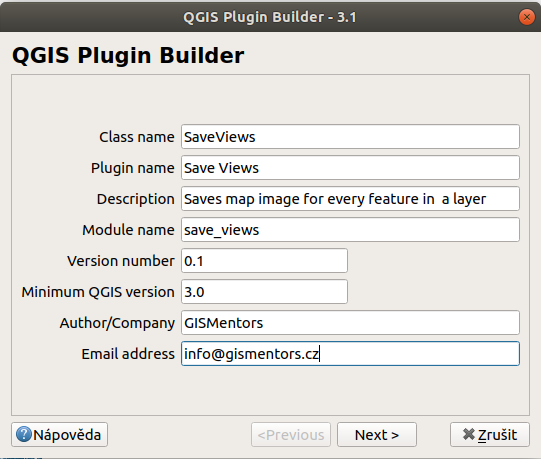 QGIS Plugin Builder - 3.1
QGIS Plugin Builder
Class name SaveViews
Plugin name Save Views
Description Saves map image for every feature in  a layer
Module name save_views
Version number 0.1
Minimum QGIS version 3.0
Author/Company GISMentors
Email address info@gismentors.cz
?Nápověda <Previous Next > Zrušit